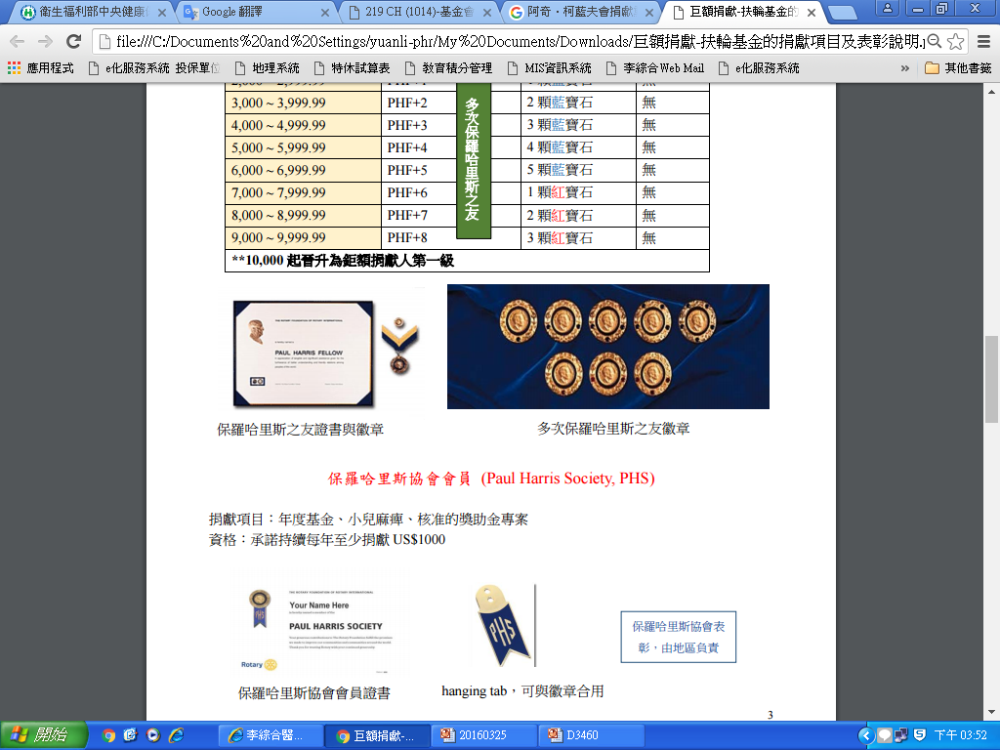 衛生福利部中央健康
Google 翻譯
219 CH (1014)-基金會
阿奇·柯蘭夫會捐獻
巨額捐獻-扶輪基金的
file:///C:/Documents%20and%20Settings/yuanli-phr/My%20Documents/Downloads/巨額捐獻-扶輪基金的捐獻項目及表彰說明.p
應用程式
e化服務系統 投保單位
地理系統
特休試算表
教育積分管理
MIS資訊系統
李綜合Web Mail
e化服務系統
»
其他書籤
3,000 ~ 3,999.99 PHF+2 2 顆藍寶石 無
4,000 ~ 4,999.99 PHF+3 3 顆藍寶石 無
5,000 ~ 5,999.99 PHF+4 4 顆藍寶石 無
6,000 ~ 6,999.99 PHF+5 5 顆藍寶石 無
7,000 ~ 7,999.99 PHF+6 1 顆紅寶石 無
8,000 ~ 8,999.99 PHF+7 2 顆紅寶石 無
9,000 ~ 9,999.99 PHF+8 3 顆紅寶石 無
多次保羅哈里斯之友
**10,000 起晉升為鉅額捐獻人第一級
THE ROTARY FOUNDATION OF ROTARY INTERNATIONAL
PAUL HARRIS FELLOW
保羅哈里斯之友證書與徽章
多次保羅哈里斯之友徽章
保羅哈里斯協會會員 (Paul Harris Society, PHS)
捐獻項目：年度基金、小兒麻痺、核准的獎助金專案
資格：承諾持續每年至少捐獻 US$1000
THE ROTARY FOUNDATION OF ROTARY INTERNATIONAL
Your Name Here
PAUL HARRIS SOCIETY
Rotary
PHS
保羅哈里斯協會表
彰，由地區負責
保羅哈里斯協會會員證書
hanging tab，可與徽章合用
3
開始
李綜合醫...
巨額捐獻-...
20160325
D3460
下午 03:52